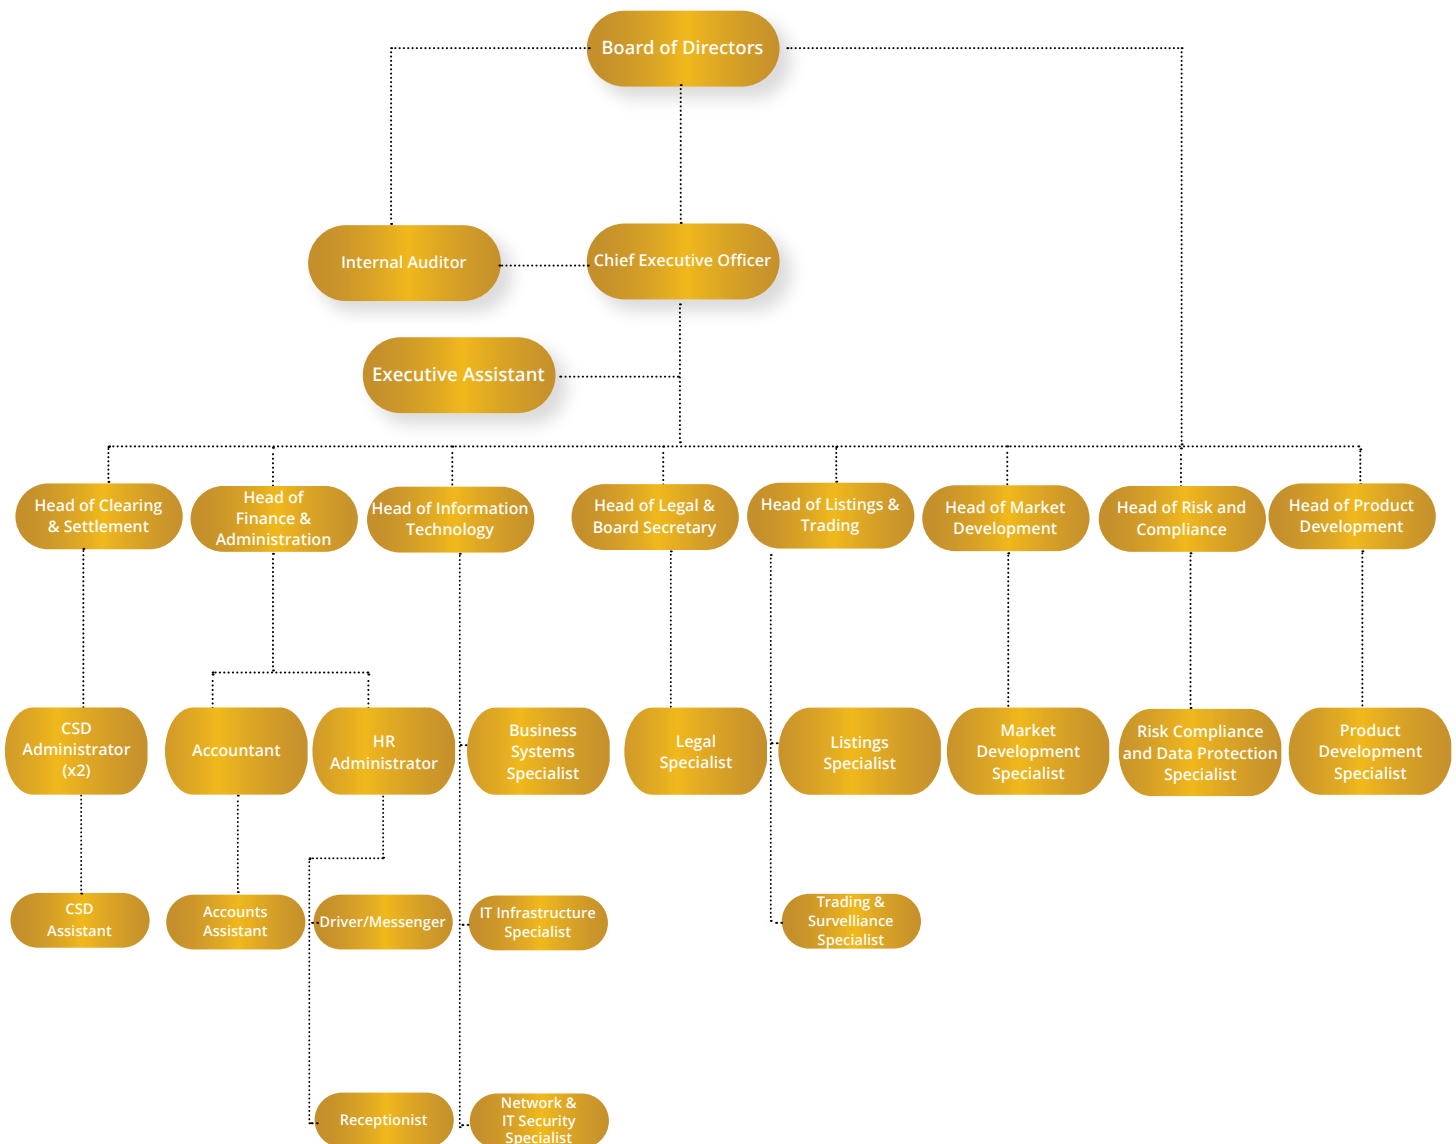 Board of Directors
Internal Auditor
Chief Executive Officer
Executive Assistant
Head of Clearing
& Settlement
Head of
Finance &
Administration
Head of Information
Technology
Head of Legal &
Board Secretary
Head of Listings &
Trading
Head of Market
Development
Head of Risk and
Compliance
Head of Product
Development
CSD
Administrator
(x2)
Accountant
HR
Administrator
Business
Systems
Specialist
Legal
Specialist
Listings
Specialist
Market
Development
Specialist
Risk Compliance
and Data Protection
Specialist
Product
Development
Specialist
CSD
Assistant
Accounts
Assistant
Driver/Messenger
IT Infrastructure
Specialist
Trading &
Survelliance
Specialist
Receptionist
Network &
IT Security
Specialist